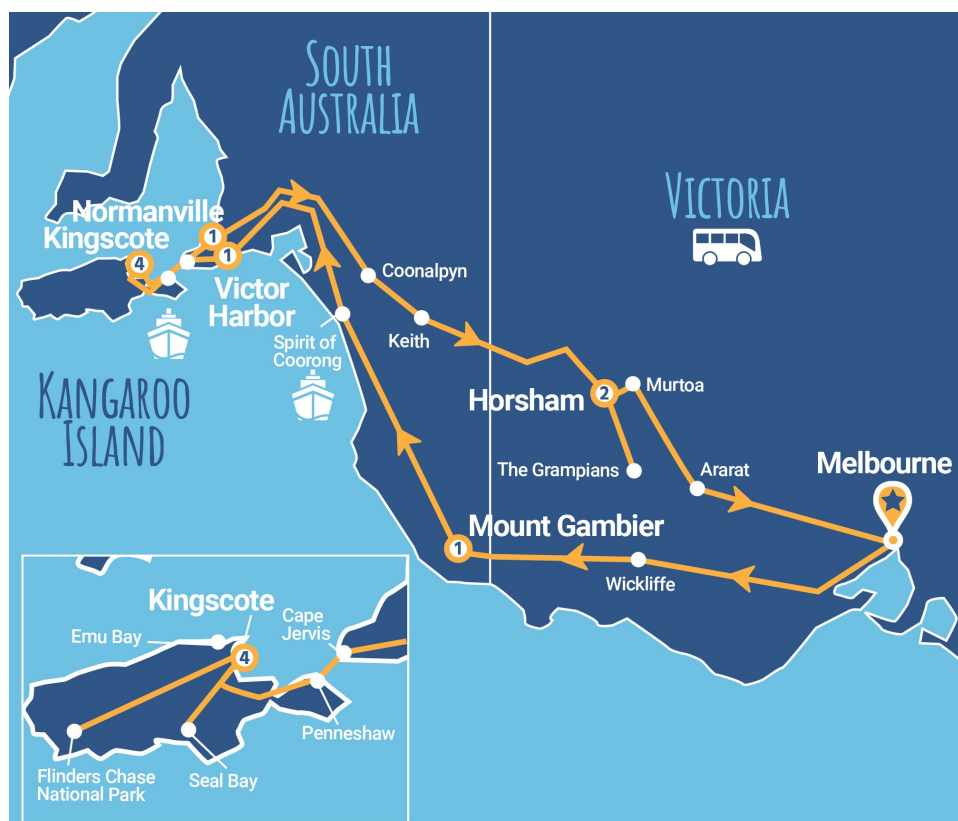 SOUTH
AUSTRALIA
VICTORIA
Normanville
Kingscote
1
4
1
Victor
Harbor
Coonalpyn
Spirit of
Coorong
Keith
KANGAROO
ISLAND
Horsham
2
Murtoa
The Grampians
Ararat
Melbourne
Mount Gambier
1
Wickliffe
Kingscote
Emu Bay
Cape
Jervis
4
Penneshaw
Flinders Chase
National Park
Seal Bay